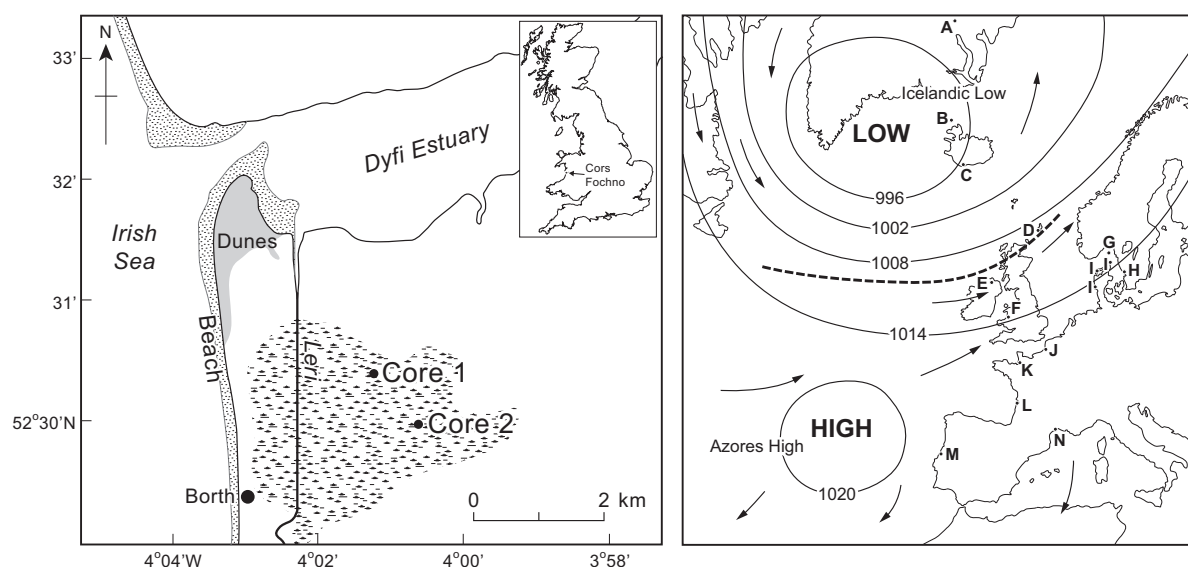 33'
N
32'
31'
52°30'N
4°04'W
4°02'
4°00'
3°58'
Irish
Sea
Dyfi Estuary
Dunes
Beach
Leri
Core 1
Core 2
Borth
0
2 km
Cors
Fochno
A
Icelandic Low
B
LOW
C
996
1002
D
1008
G
I
I
H
I
E
F
1014
J
K
L
HIGH
Azores High
M
N
1020